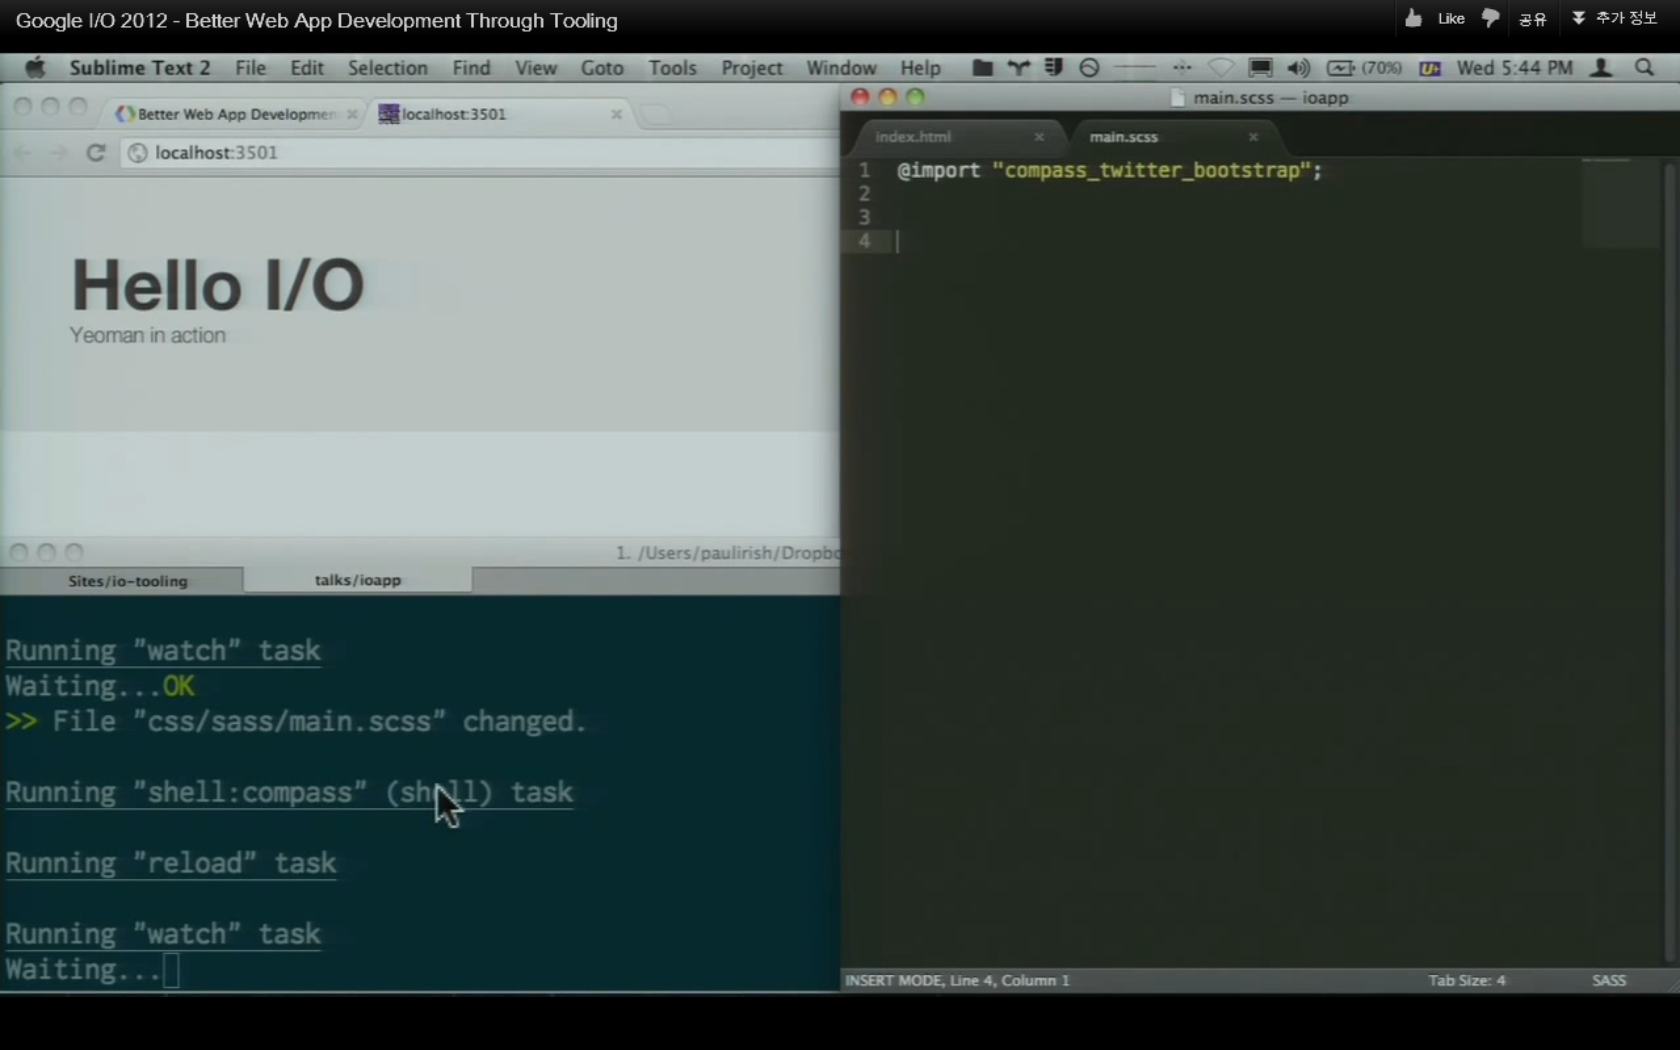 Google I/O 2012 - Better Web App Development Through Tooling
Like
공유
추가 정보
Sublime Text 2 File Edit Selection Find View Goto Tools Project Window Help (70%) Wed 5:44 PM
Better Web App Developmen
localhost:3501
localhost:3501
Hello I/O
Yeoman in action
1. /Users/paulirish/Dropbo
Sites/io-tooling
talks/ioapp
Running "watch" task
Waiting...OK
>> File "css/sass/main.scss" changed.
Running "shell:compass" (shell) task
Running "reload" task
Running "watch" task
Waiting...
main.scss — ioapp
index.html
main.scss
1 @import "compass_twitter_bootstrap";
2
3
4
INSERT MODE, Line 4, Column 1
Tab Size: 4
SASS